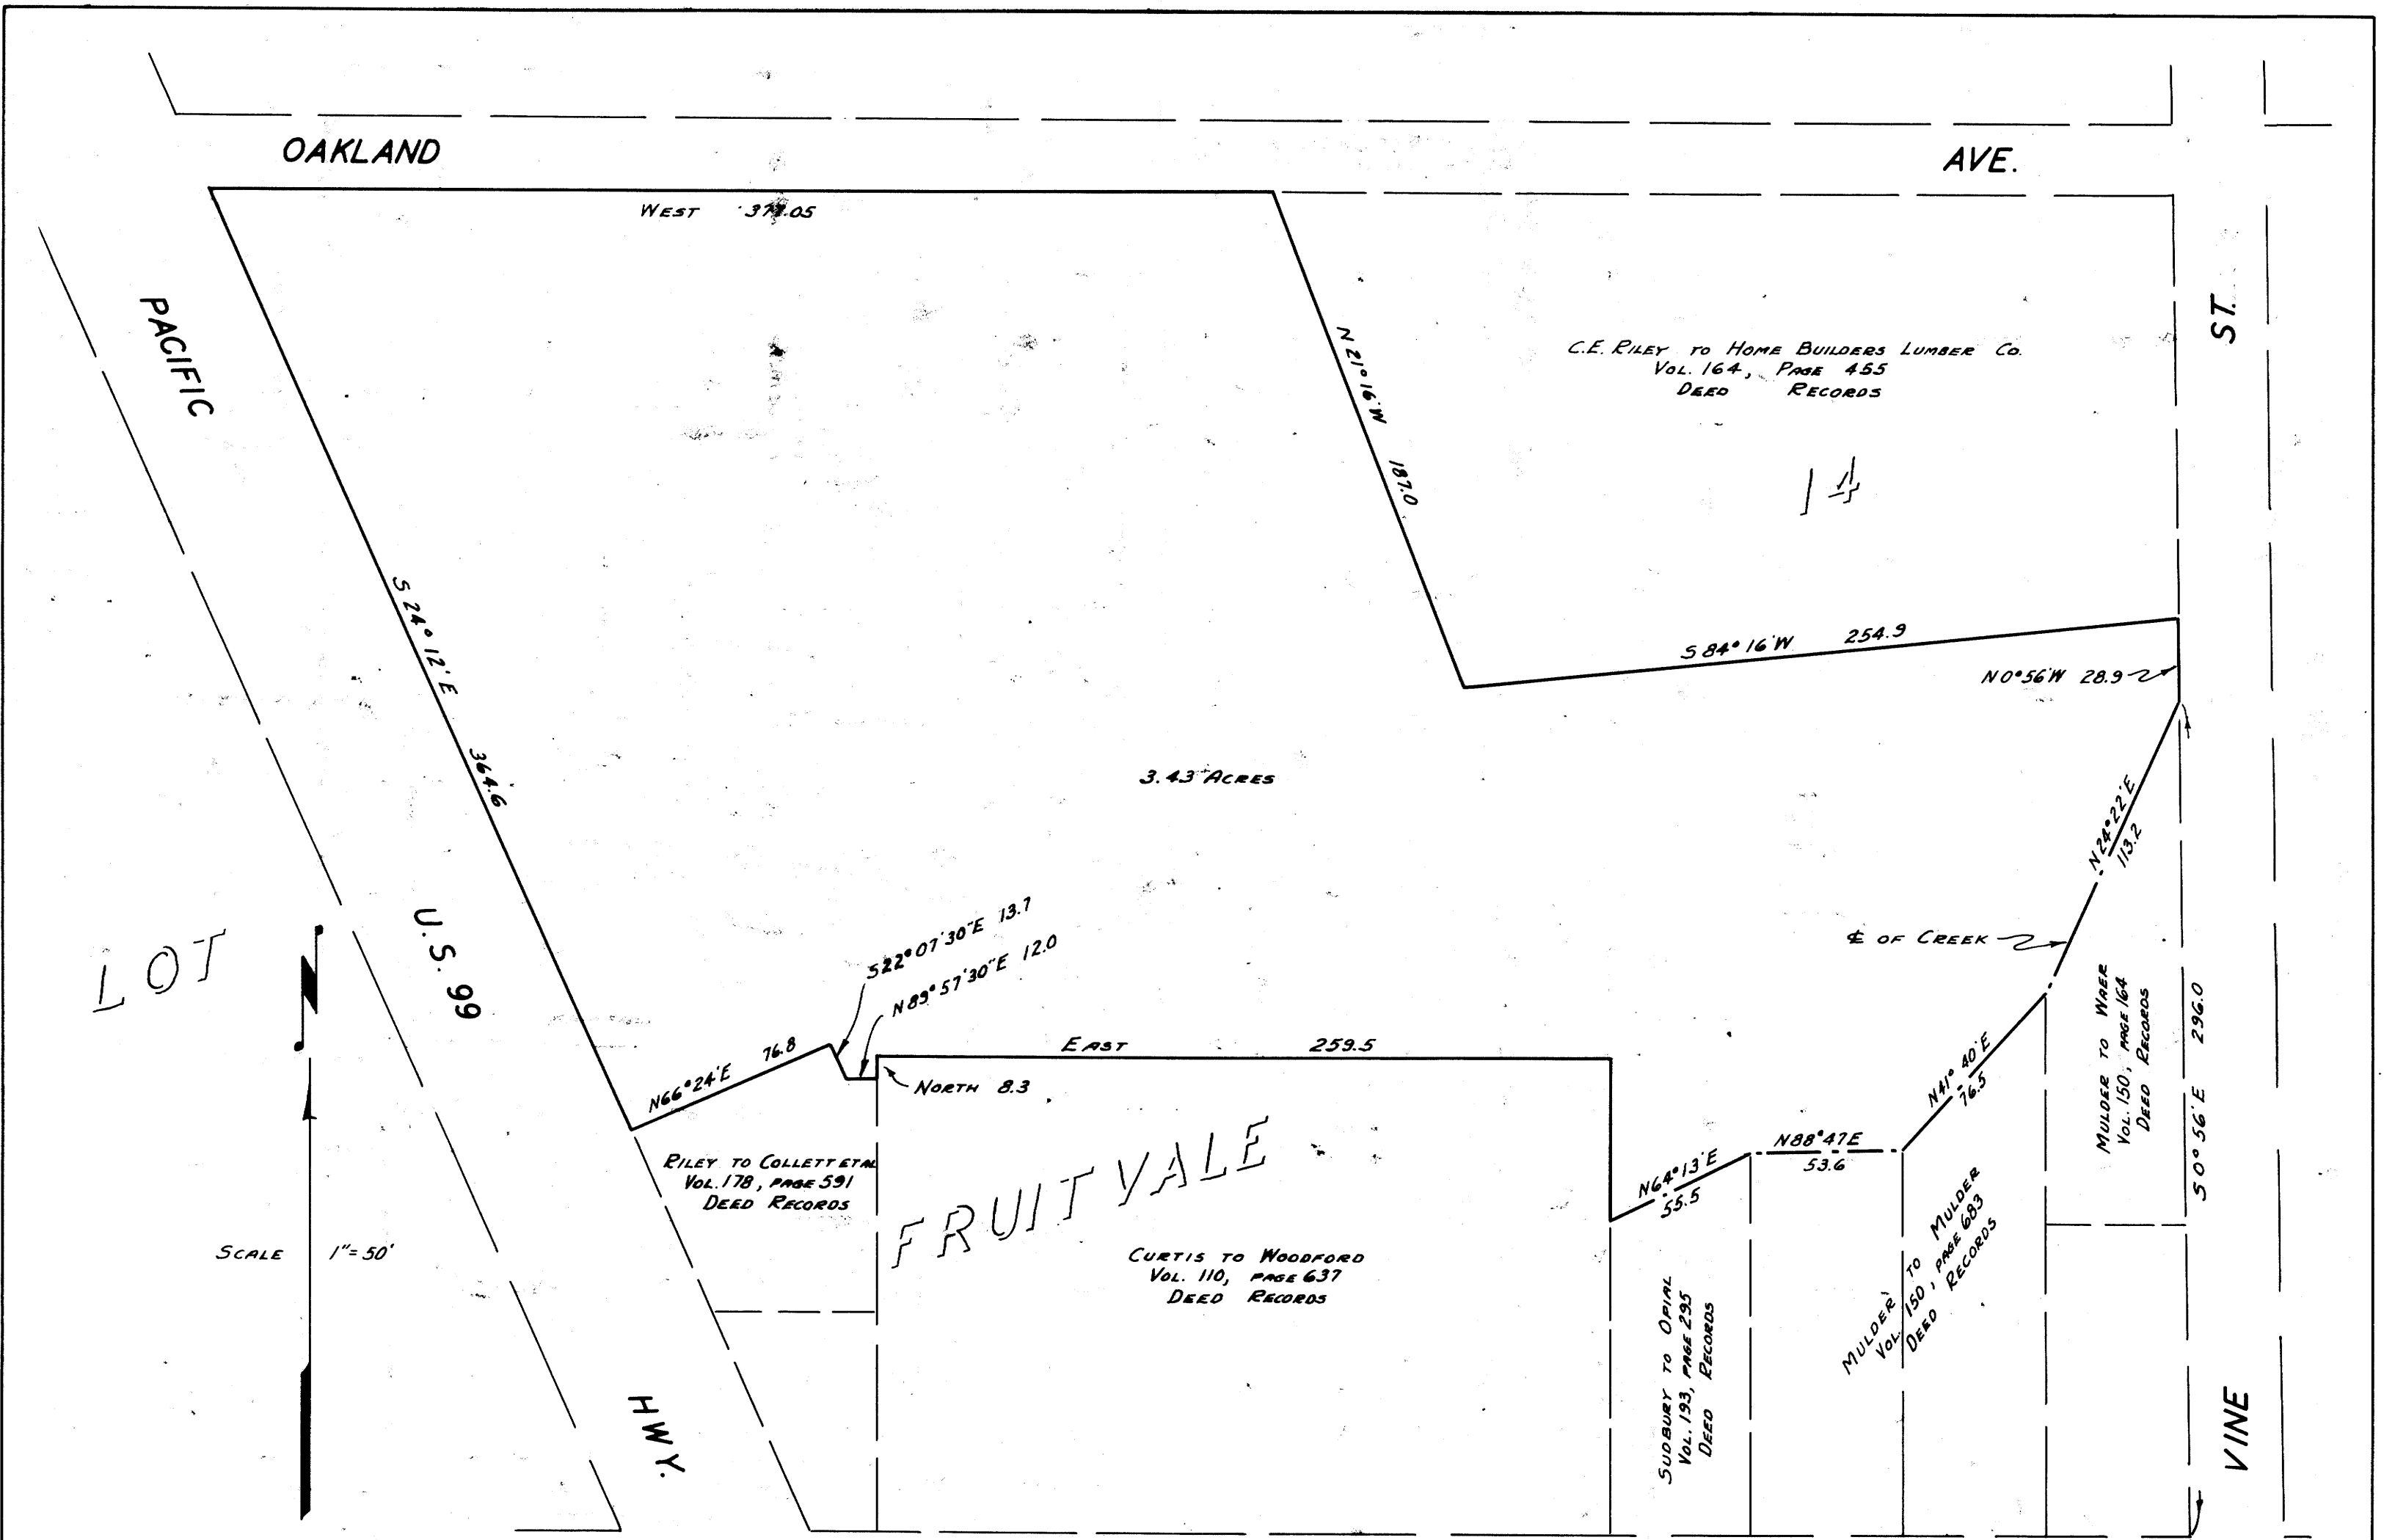 OAKLAND AVE.
WEST 377.05
PACIFIC
N 21° 16' W 187.0
C.E. RILEY TO HOME BUILDERS LUMBER CO.
VOL. 164, PAGE 455
DEED RECORDS
14
ST.
S 24° 12' E 364.6
S 84° 16' W 254.9
N 0° 56' W 28.9
3.43 ACRES
N 24° 22' E
113.2
LOT
U.S. 99
S 22° 07' 30" E 13.7
N 89° 57' 30" E 12.0
℄ OF CREEK
N 66° 24' E 76.8
NORTH 8.3
EAST 259.5
N 41° 40' E
76.5
MULDER TO WAER
VOL. 150, PAGE 164
DEED RECORDS
S 0° 56' E 296.0
RILEY TO COLLETT ETAL
VOL. 178, PAGE 591
DEED RECORDS
FRUITVALE
N 64° 13' E
55.5
N 88° 47' E
53.6
SCALE 1" = 50'
CURTIS TO WOODFORD
VOL. 110, PAGE 637
DEED RECORDS
SUDBURY TO OPIAL
VOL. 193, PAGE 295
DEED RECORDS
MULDER TO MULDER
VOL. 150, PAGE 683
DEED RECORDS
HWY.
VINE